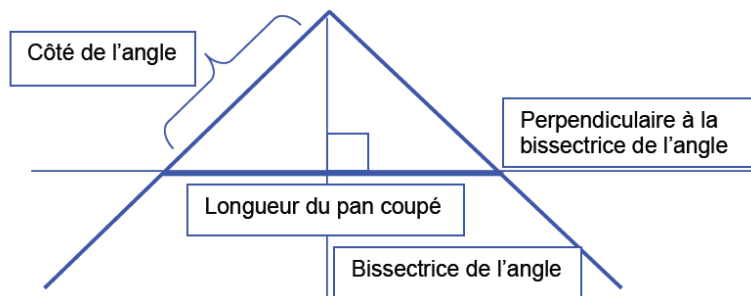 Côté de l’angle
Perpendiculaire à la
bissectrice de l’angle
Longueur du pan coupé
Bissectrice de l’angle